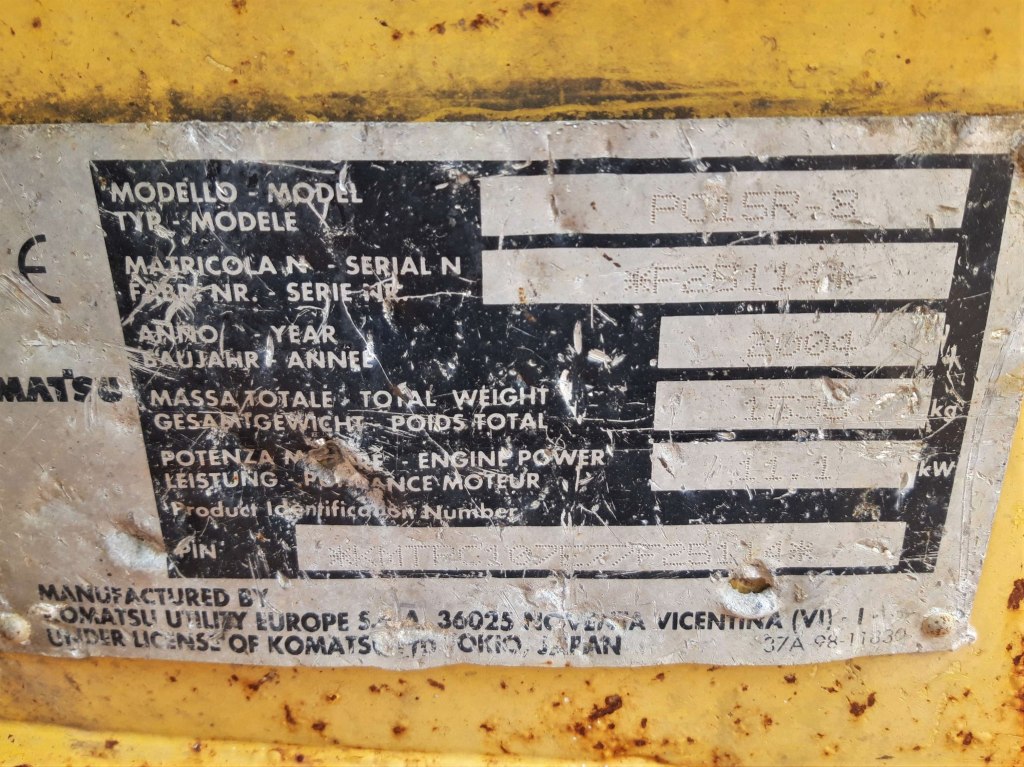 MODELLO - MODEL
TYP - MODELE
PC15R-8
MATRICOLA N - SERIAL N
FABR. NR. - SERIE NR.
*F25114*
ANNO YEAR
BAUJAHR ANNEE
2004
MATSU
MASSA TOTALE - TOTAL WEIGHT
GESAMTGEWICHT - POIDS TOTAL
kg
POTENZA - ENGINE POWER
LEISTUNG - MOTEUR
11.1
kW
Product Identification Number
PIN
MANUFACTURED BY
KOMATSU UTILITY EUROPE S.p.A. 36025 NOVENTA VICENTINA (VI) - I
UNDER LICENSE OF KOMATSU LTD TOKIO, JAPAN
37A-98-11830